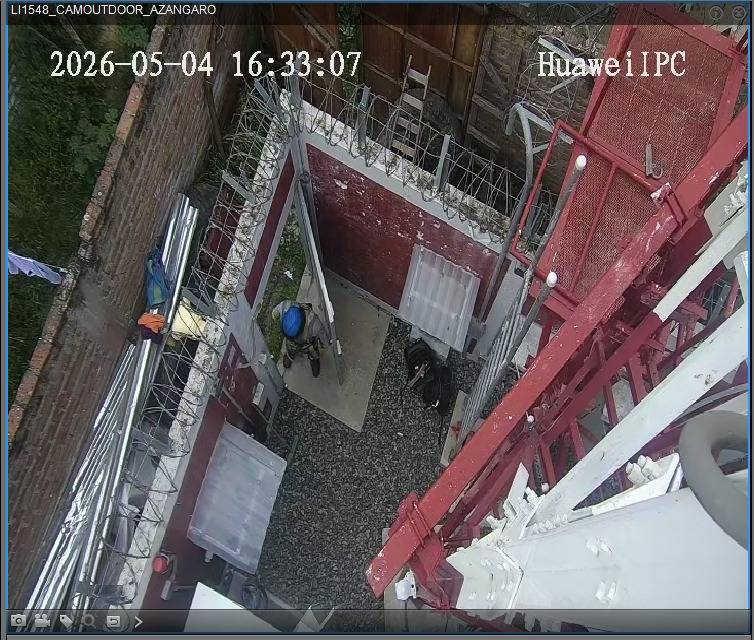 LI1548_CAMOUTDOOR_AZANGARO
2026-05-04 16:33:07
HuaweiIPC